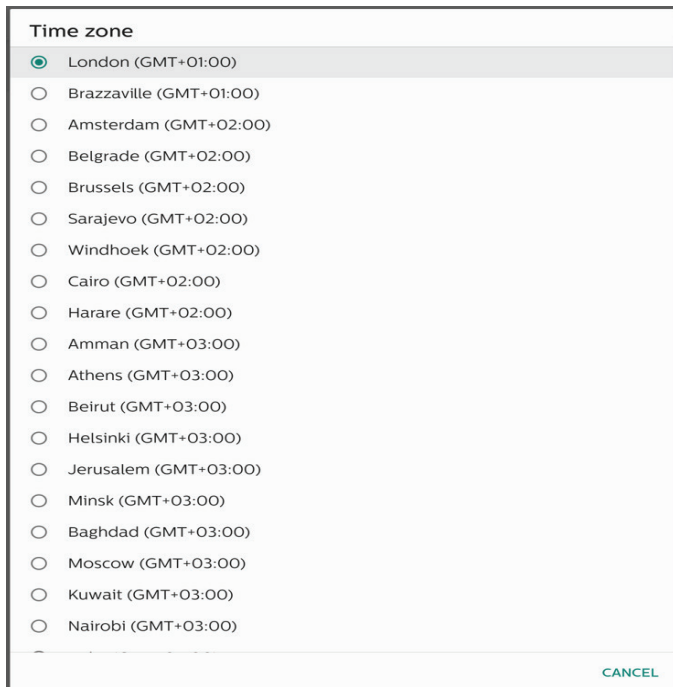 Time zone
London (GMT+01:00)
Brazzaville (GMT+01:00)
Amsterdam (GMT+02:00)
Belgrade (GMT+02:00)
Brussels (GMT+02:00)
Sarajevo (GMT+02:00)
Windhoek (GMT+02:00)
Cairo (GMT+02:00)
Harare (GMT+02:00)
Amman (GMT+03:00)
Athens (GMT+03:00)
Beirut (GMT+03:00)
Helsinki (GMT+03:00)
Jerusalem (GMT+03:00)
Minsk (GMT+03:00)
Baghdad (GMT+03:00)
Moscow (GMT+03:00)
Kuwait (GMT+03:00)
Nairobi (GMT+03:00)
CANCEL